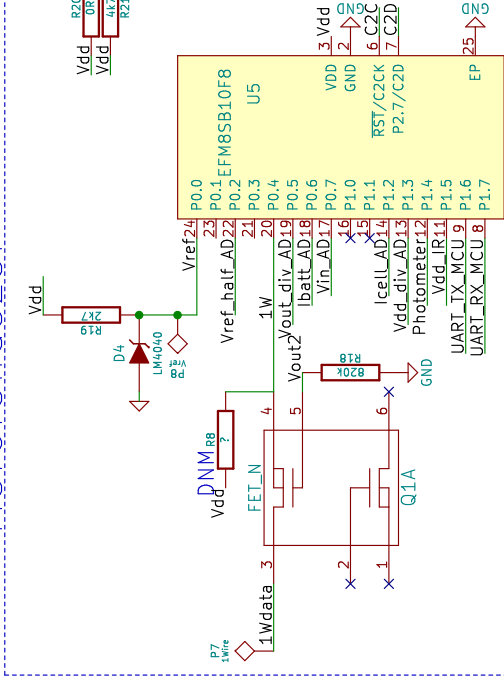 R20
0R
4k7
R21
Vdd
Vdd
Vdd
3
GND
2
C2C
6
C2D
7
GND
25
VDD
GND
RST/C2CK
P2.7/C2D
EP
U5
EFM8SB10F8
P0.0
P0.1
P0.2
P0.3
P0.4
P0.5
P0.6
P0.7
P1.0
P1.1
P1.2
P1.3
P1.4
P1.5
P1.6
P1.7
24
23
22
21
20
19
18
17
16
15
14
13
12
11
9
8
Vref
Vref_half_AD
1W
Vout_div_AD
Ibatt_AD
Vin_AD
Icell_AD
Vdd_div_AD
Photometer
Vdd_IR
UART_TX_MCU
UART_RX_MCU
Vdd
2k7
R19
D4
LM4040
P8
Vref
Vout2
R18
820k
GND
DNM
R8
?
Vdd
4
5
6
FET_N
Q1A
3
2
1
1Wdata
P7
1Wire